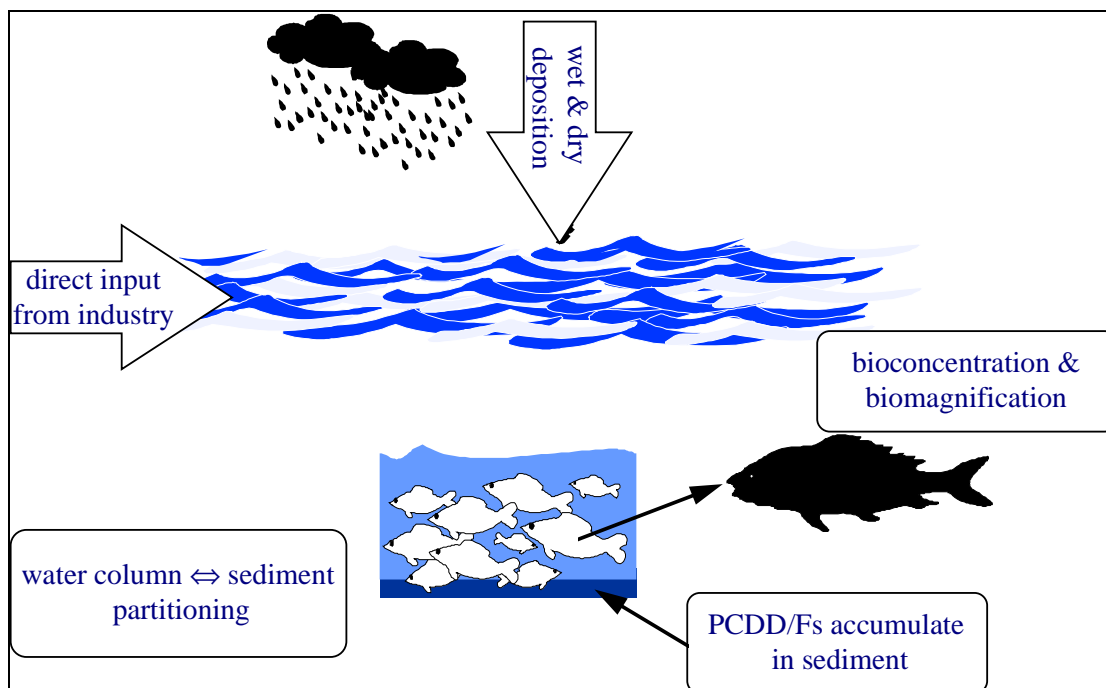 wet & dry
deposition
direct input
from industry
bioconcentration &
biomagnification
water column ⇔ sediment
partitioning
PCDD/Fs accumulate
in sediment